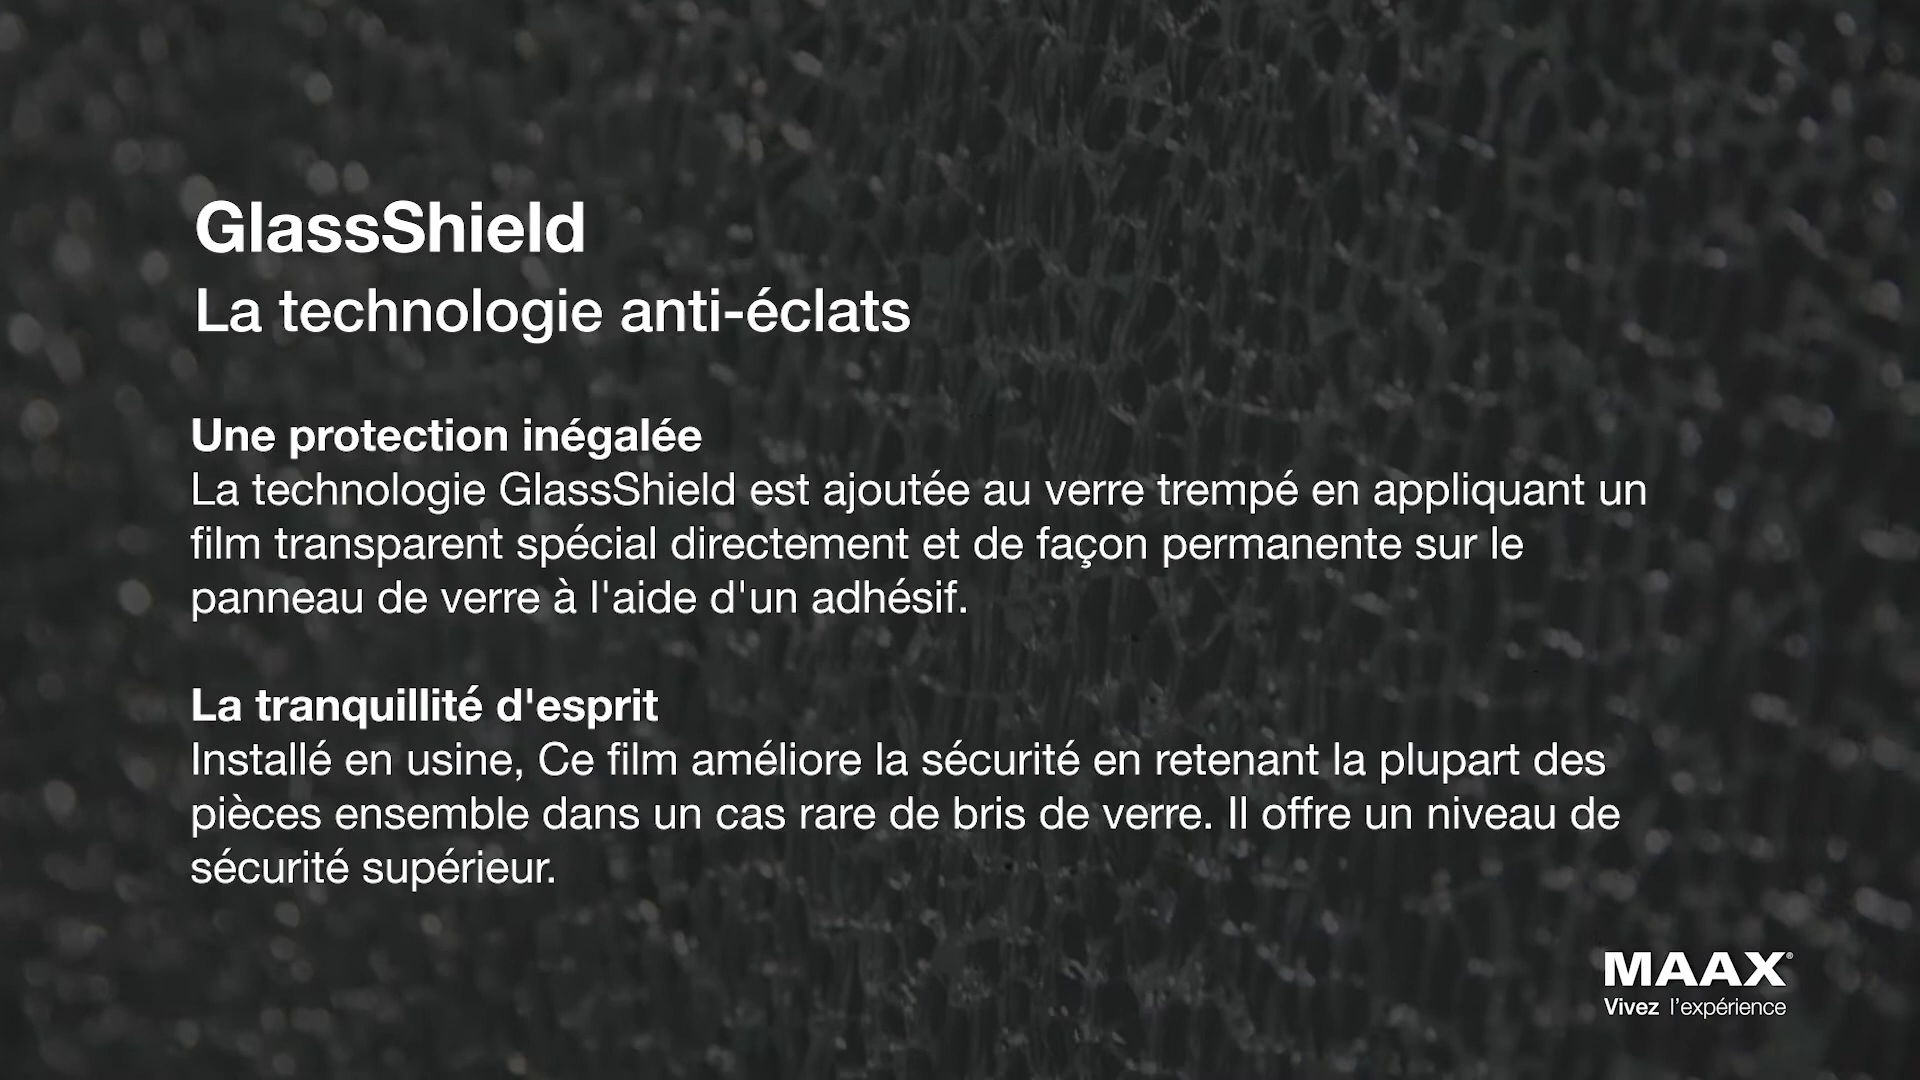 GlassShield
La technologie anti-éclats
Une protection inégalée
La technologie GlassShield est ajoutée au verre trempé en appliquant un
film transparent spécial directement et de façon permanente sur le
panneau de verre à l'aide d'un adhésif.
La tranquillité d'esprit
Installé en usine, Ce film améliore la sécurité en retenant la plupart des
pièces ensemble dans un cas rare de bris de verre. Il offre un niveau de
sécurité supérieur.
MAAX®
Vivez l'expérience